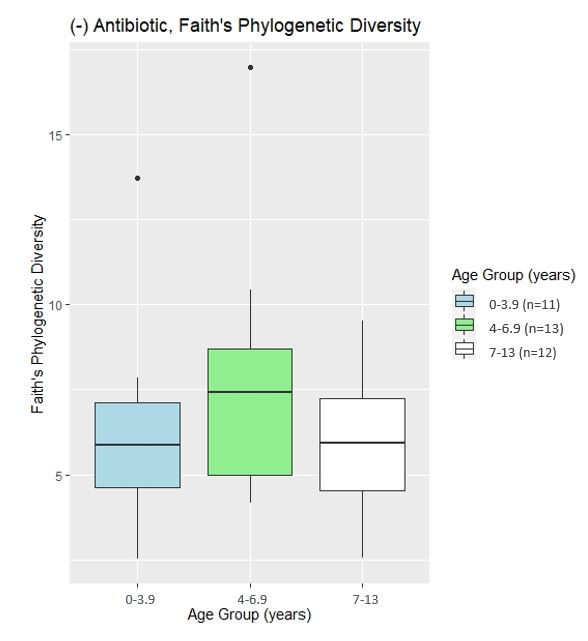 (-) Antibiotic, Faith's Phylogenetic Diversity
Faith's Phylogenetic Diversity
15
10
5
0-3.9
4-6.9
7-13
Age Group (years)
Age Group (years)
0-3.9 (n=11)
4-6.9 (n=13)
7-13 (n=12)